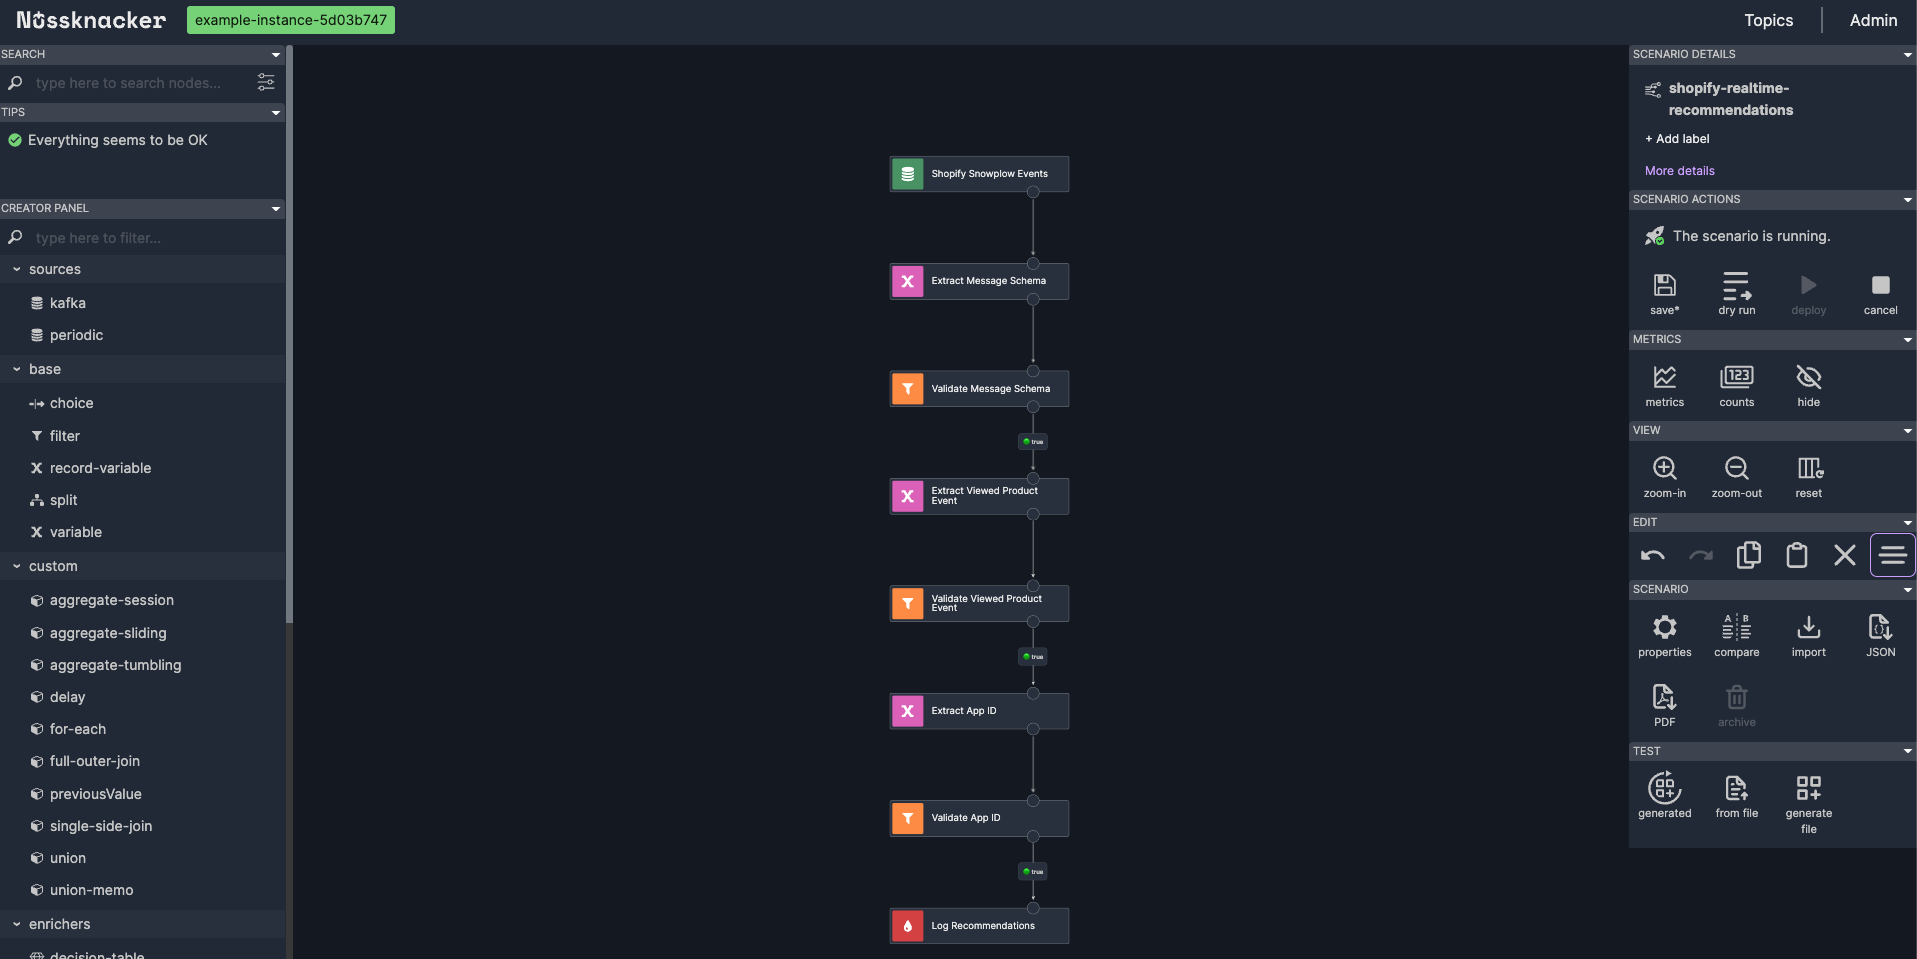 Nussknacker
example-instance-5d03b747
Topics
Admin
SEARCH
type here to search nodes...
TIPS
Everything seems to be OK
CREATOR PANEL
type here to filter...
sources
kafka
periodic
base
choice
filter
record-variable
split
variable
custom
aggregate-session
aggregate-sliding
aggregate-tumbling
delay
for-each
full-outer-join
previousValue
single-side-join
union
union-memo
enrichers
decision-table
Shopify Snowplow Events
Extract Message Schema
Validate Message Schema
true
Extract Viewed Product
Event
Validate Viewed Product
Event
true
Extract App ID
Validate App ID
true
Log Recommendations
SCENARIO DETAILS
shopify-realtime-
recommendations
+ Add label
More details
SCENARIO ACTIONS
The scenario is running.
save*
dry run
deploy
cancel
METRICS
123
metrics
counts
hide
VIEW
zoom-in
zoom-out
reset
EDIT
SCENARIO
A B
properties
compare
import
JSON
PDF
archive
TEST
generated
from file
generate
file